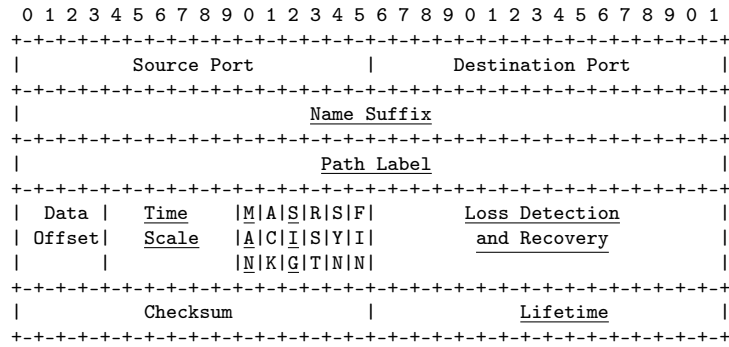 0 1 2 3 4 5 6 7 8 9 0 1 2 3 4 5 6 7 8 9 0 1 2 3 4 5 6 7 8 9 0 1
+-+-+-+-+-+-+-+-+-+-+-+-+-+-+-+-+-+-+-+-+-+-+-+-+-+-+-+-+-+-+-+-+
| Source Port | Destination Port |
+-+-+-+-+-+-+-+-+-+-+-+-+-+-+-+-+-+-+-+-+-+-+-+-+-+-+-+-+-+-+-+-+
| Name Suffix |
+-+-+-+-+-+-+-+-+-+-+-+-+-+-+-+-+-+-+-+-+-+-+-+-+-+-+-+-+-+-+-+-+
| Path Label |
+-+-+-+-+-+-+-+-+-+-+-+-+-+-+-+-+-+-+-+-+-+-+-+-+-+-+-+-+-+-+-+-+
| Data | Time |M|A|S|R|S|F| Loss Detection |
| Offset| Scale |A|C|I|S|Y|I| and Recovery |
| | |N|K|G|T|N|N| |
+-+-+-+-+-+-+-+-+-+-+-+-+-+-+-+-+-+-+-+-+-+-+-+-+-+-+-+-+-+-+-+-+
| Checksum | Lifetime |
+-+-+-+-+-+-+-+-+-+-+-+-+-+-+-+-+-+-+-+-+-+-+-+-+-+-+-+-+-+-+-+-+